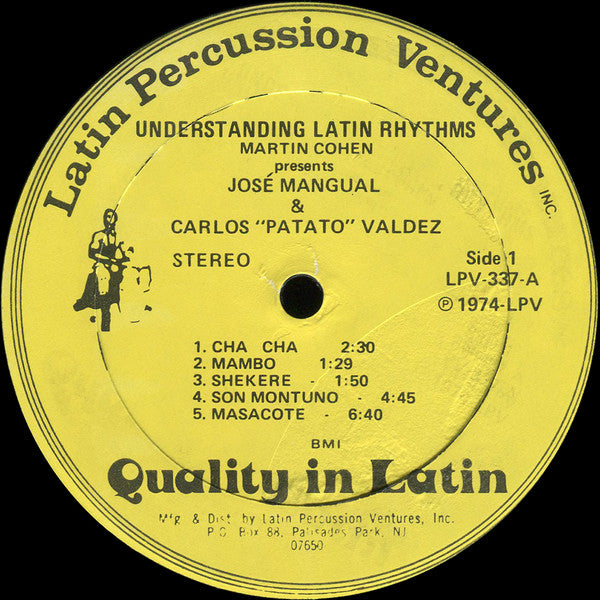 Latin Percussion Ventures INC.
UNDERSTANDING LATIN RHYTHMS
MARTIN COHEN
presents
JOSÉ MANGUAL
&
CARLOS "PATATO" VALDEZ
STEREO
Side 1
LPV-337-A
℗ 1974-LPV
1. CHA CHA 2:30
2. MAMBO 1:29
3. SHEKERE - 1:50
4. SON MONTUNO - 4:45
5. MASACOTE - 6:40
BMI
Quality in Latin
Mfg. & Dist. by Latin Percussion Ventures, Inc.
P.O. Box 88, Palisades Park, NJ
07650